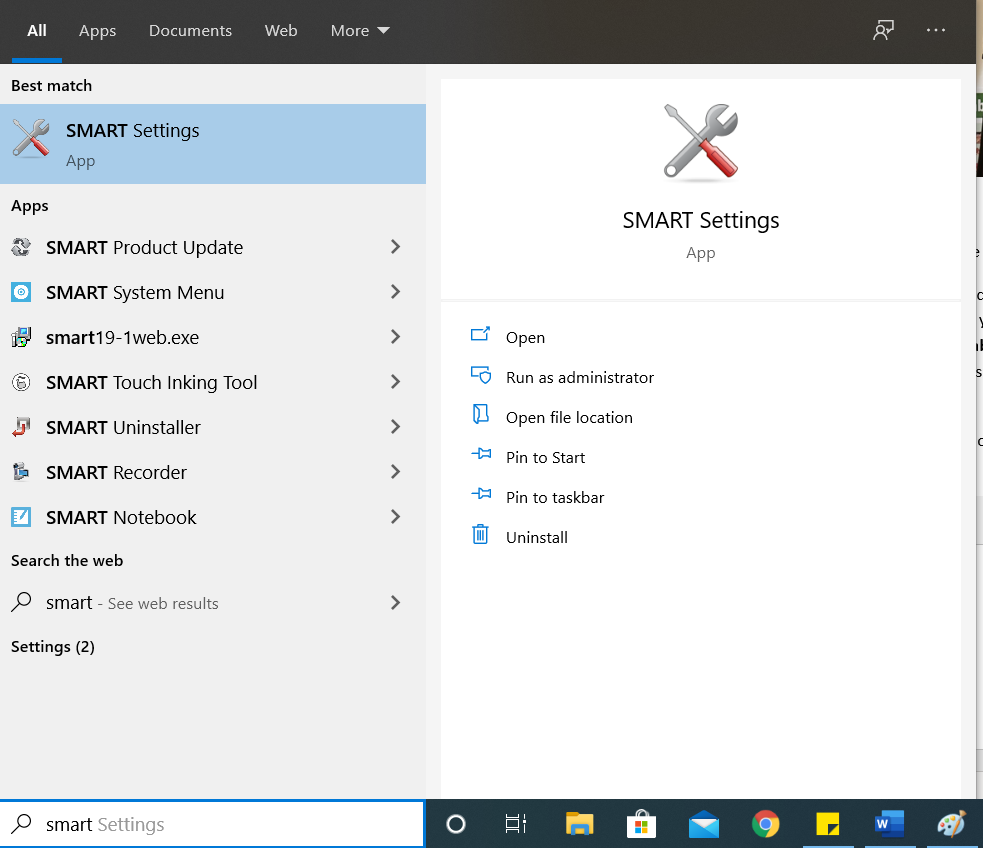 All Apps Documents Web More
Best match
SMART Settings
App
Apps
SMART Product Update
SMART System Menu
smart19-1web.exe
SMART Touch Inking Tool
SMART Uninstaller
SMART Recorder
SMART Notebook
Search the web
smart - See web results
Settings (2)
SMART Settings
App
Open
Run as administrator
Open file location
Pin to Start
Pin to taskbar
Uninstall
smart Settings
W